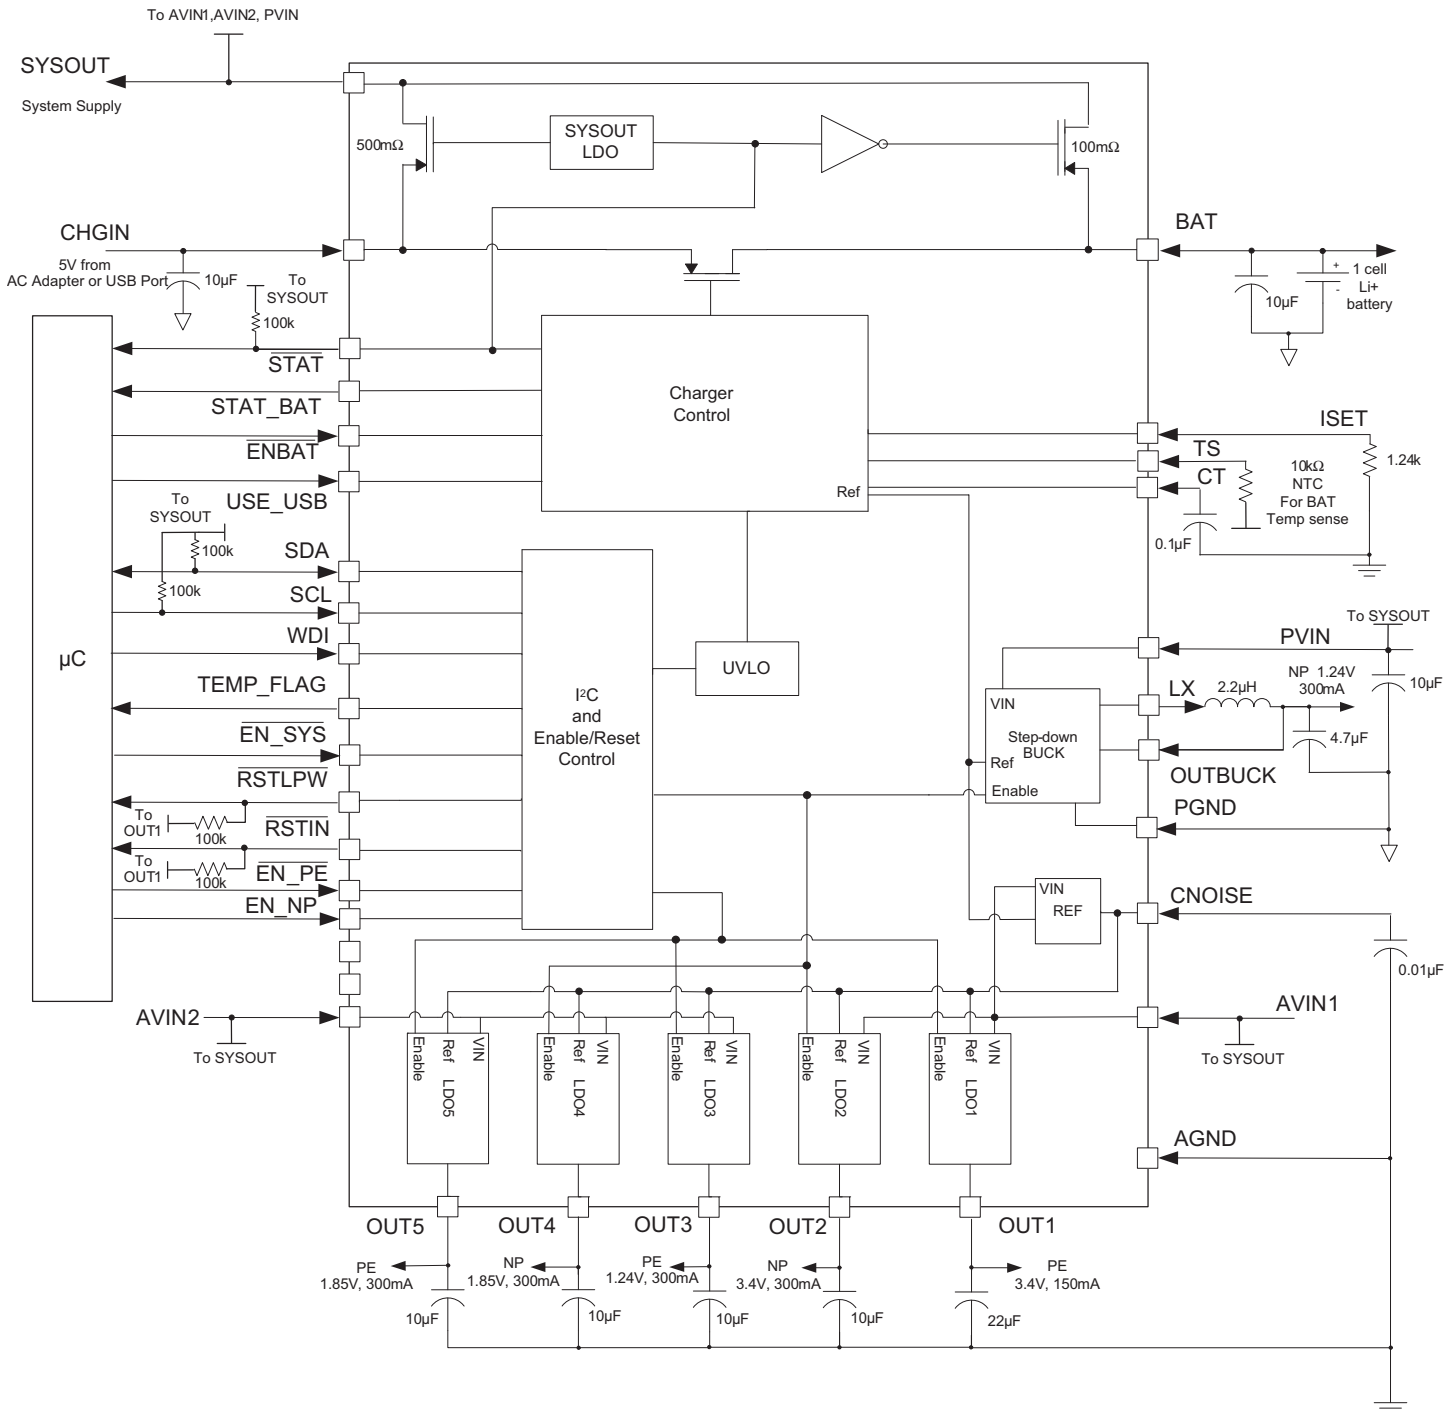 To AVIN1,AVIN2, PVIN
SYSOUT
System Supply
500mΩ
SYSOUT
LDO
100mΩ
CHGIN
5V from
AC Adapter or USB Port
10µF
To
SYSOUT
100k
BAT
10µF
+
-
1 cell
Li+
battery
STAT
STAT_BAT
ENBAT
USE_USB
Charger
Control
Ref
ISET
1.24k
TS
CT
10kΩ
NTC
For BAT
Temp sense
0.1µF
To
SYSOUT
100k
100k
SDA
SCL
WDI
TEMP_FLAG
EN_SYS
RSTLPW
RSTIN
EN_PE
EN_NP
To
OUT1
100k
To
OUT1
100k
µC
I²C
and
Enable/Reset
Control
UVLO
To SYSOUT
PVIN
10µF
LX
2.2µH
NP 1.24V
300mA
4.7µF
OUTBUCK
PGND
VIN
Step-down
BUCK
Ref
Enable
VIN
REF
CNOISE
0.01µF
AVIN2
To SYSOUT
AVIN1
To SYSOUT
Enable
Ref
VIN
LDO5
Enable
Ref
VIN
LDO4
Enable
Ref
VIN
LDO3
Enable
Ref
VIN
LDO2
Enable
Ref
VIN
LDO1
AGND
OUT5
OUT4
OUT3
OUT2
OUT1
PE
1.85V, 300mA
NP
1.85V, 300mA
PE
1.24V, 300mA
NP
3.4V, 300mA
PE
3.4V, 150mA
10µF
10µF
10µF
10µF
22µF